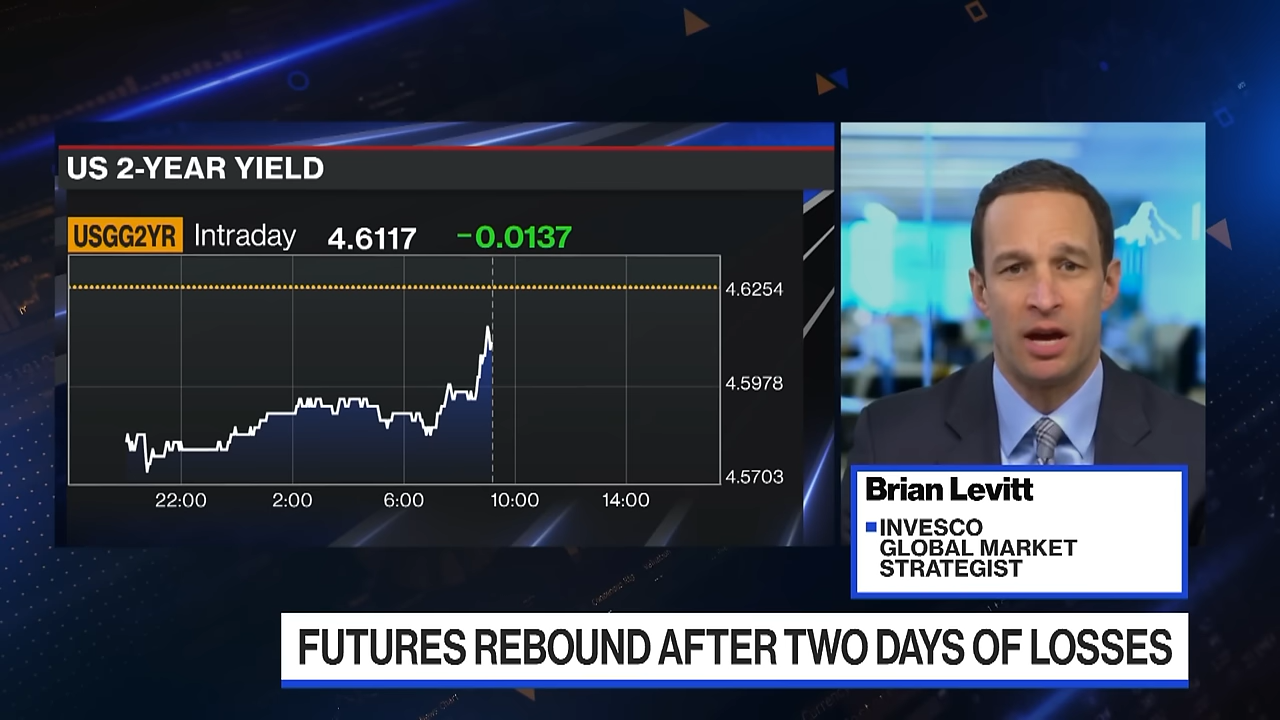 US 2-YEAR YIELD
USGG2YR Intraday 4.6117 -0.0137
4.6254
4.5978
4.5703
22:00 2:00 6:00 10:00 14:00
Brian Levitt
INVESCO
GLOBAL MARKET
STRATEGIST
FUTURES REBOUND AFTER TWO DAYS OF LOSSES